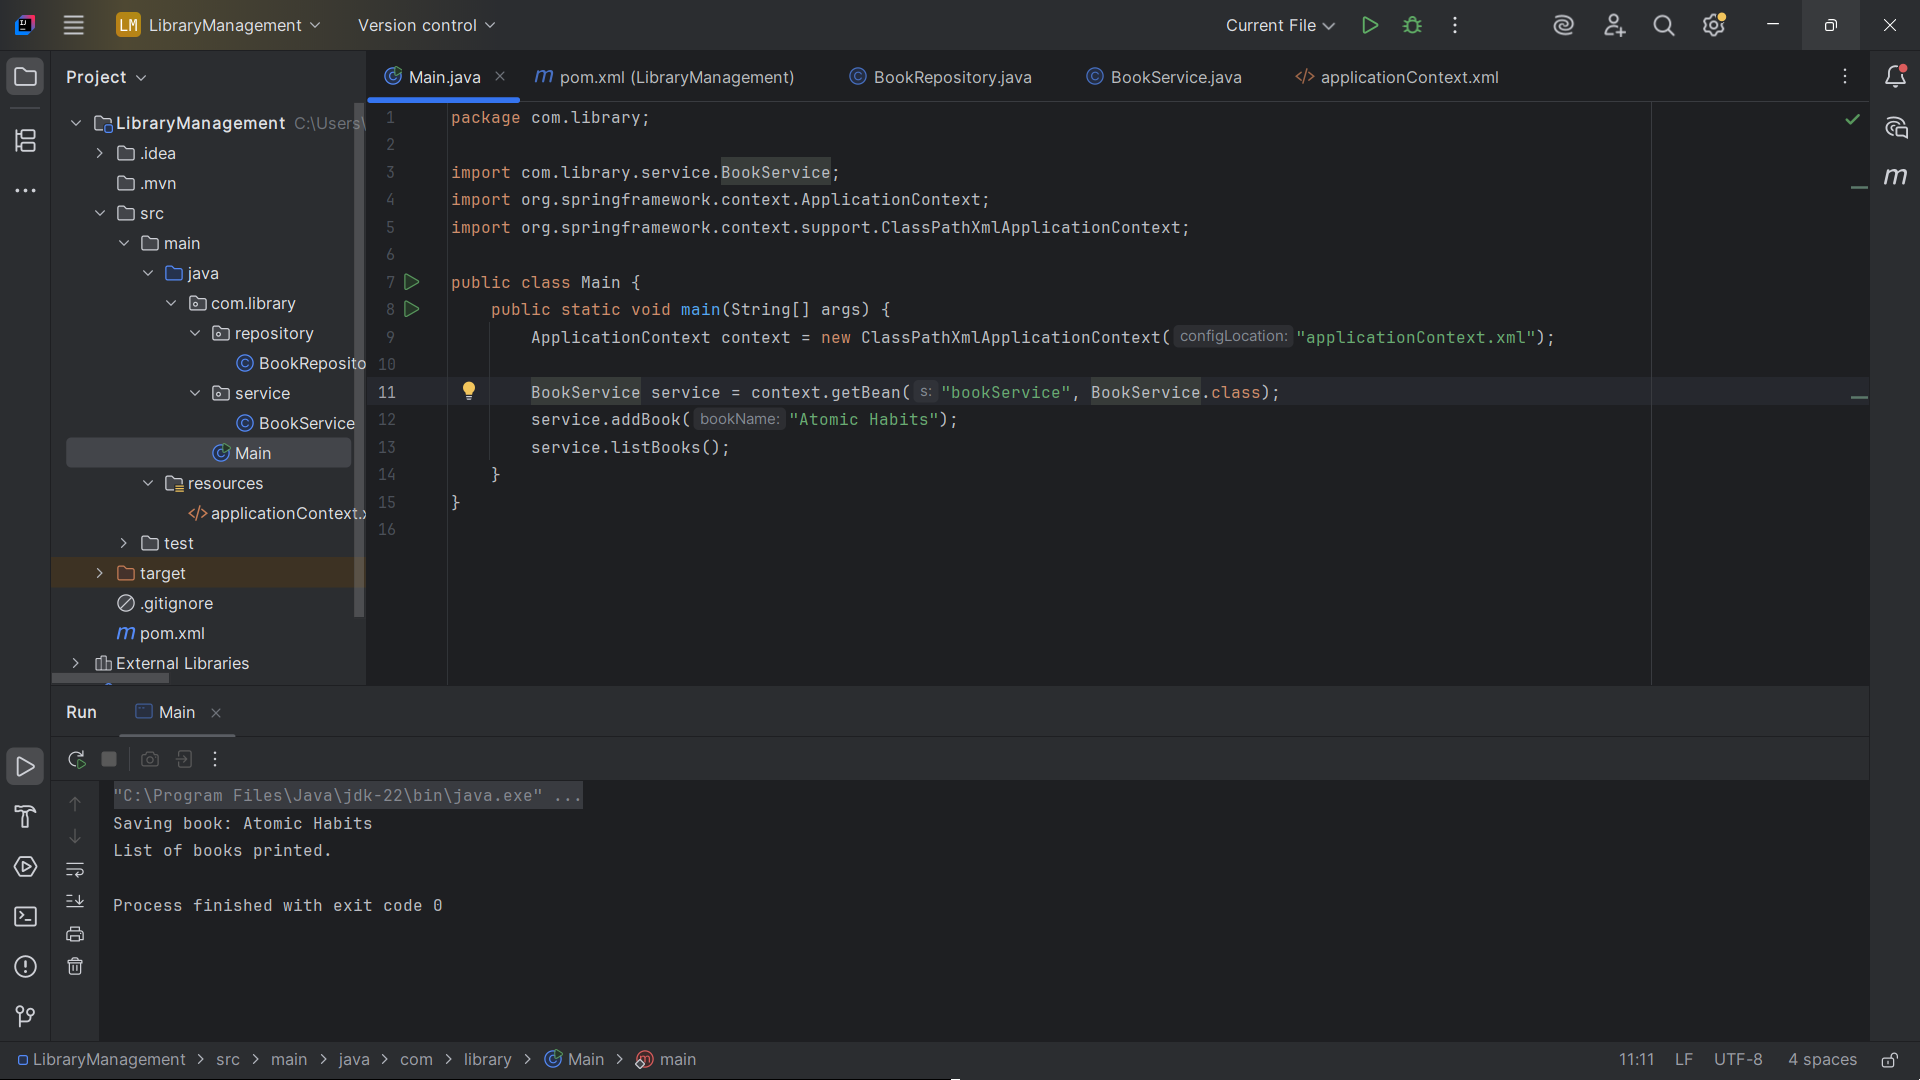 LM LibraryManagement Version control Current File
Project
Main.java
pom.xml (LibraryManagement)
BookRepository.java
BookService.java
</> applicationContext.xml
LibraryManagement C:\Users\
.idea
.mvn
src
main
java
com.library
repository
BookReposito
service
BookService
Main
resources
</> applicationContext.x
test
target
.gitignore
pom.xml
External Libraries
1 package com.library;
2
3 import com.library.service.BookService;
4 import org.springframework.context.ApplicationContext;
5 import org.springframework.context.support.ClassPathXmlApplicationContext;
6
7 public class Main {
8 public static void main(String[] args) {
9 ApplicationContext context = new ClassPathXmlApplicationContext( configLocation: "applicationContext.xml");
10
11 BookService service = context.getBean( s: "bookService", BookService.class);
12 service.addBook( bookName: "Atomic Habits");
13 service.listBooks();
14 }
15 }
16
Run Main
"C:\Program Files\Java\jdk-22\bin\java.exe" ...
Saving book: Atomic Habits
List of books printed.
Process finished with exit code 0
LibraryManagement > src > main > java > com > library > Main > main
11:11 LF UTF-8 4 spaces